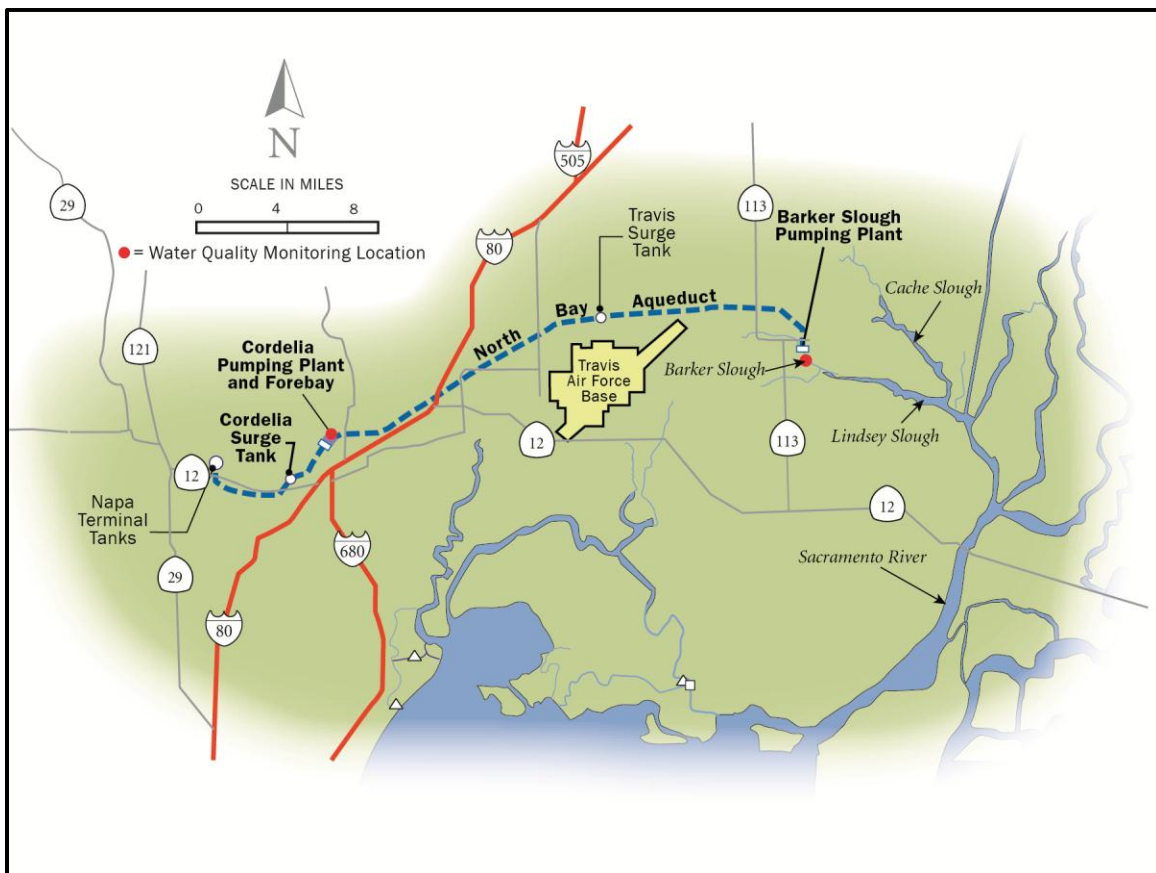 N
SCALE IN MILES
0 4 8
= Water Quality Monitoring Location
29
505
113
80
Travis
Surge
Tank
Barker Slough
Pumping Plant
Cache Slough
North Bay Aqueduct
121
Cordelia
Pumping Plant
and Forebay
Travis
Air Force
Base
Barker Slough
Lindsey Slough
Cordelia
Surge
Tank
12
113
12
Napa
Terminal
Tanks
12
680
Sacramento River
29
80